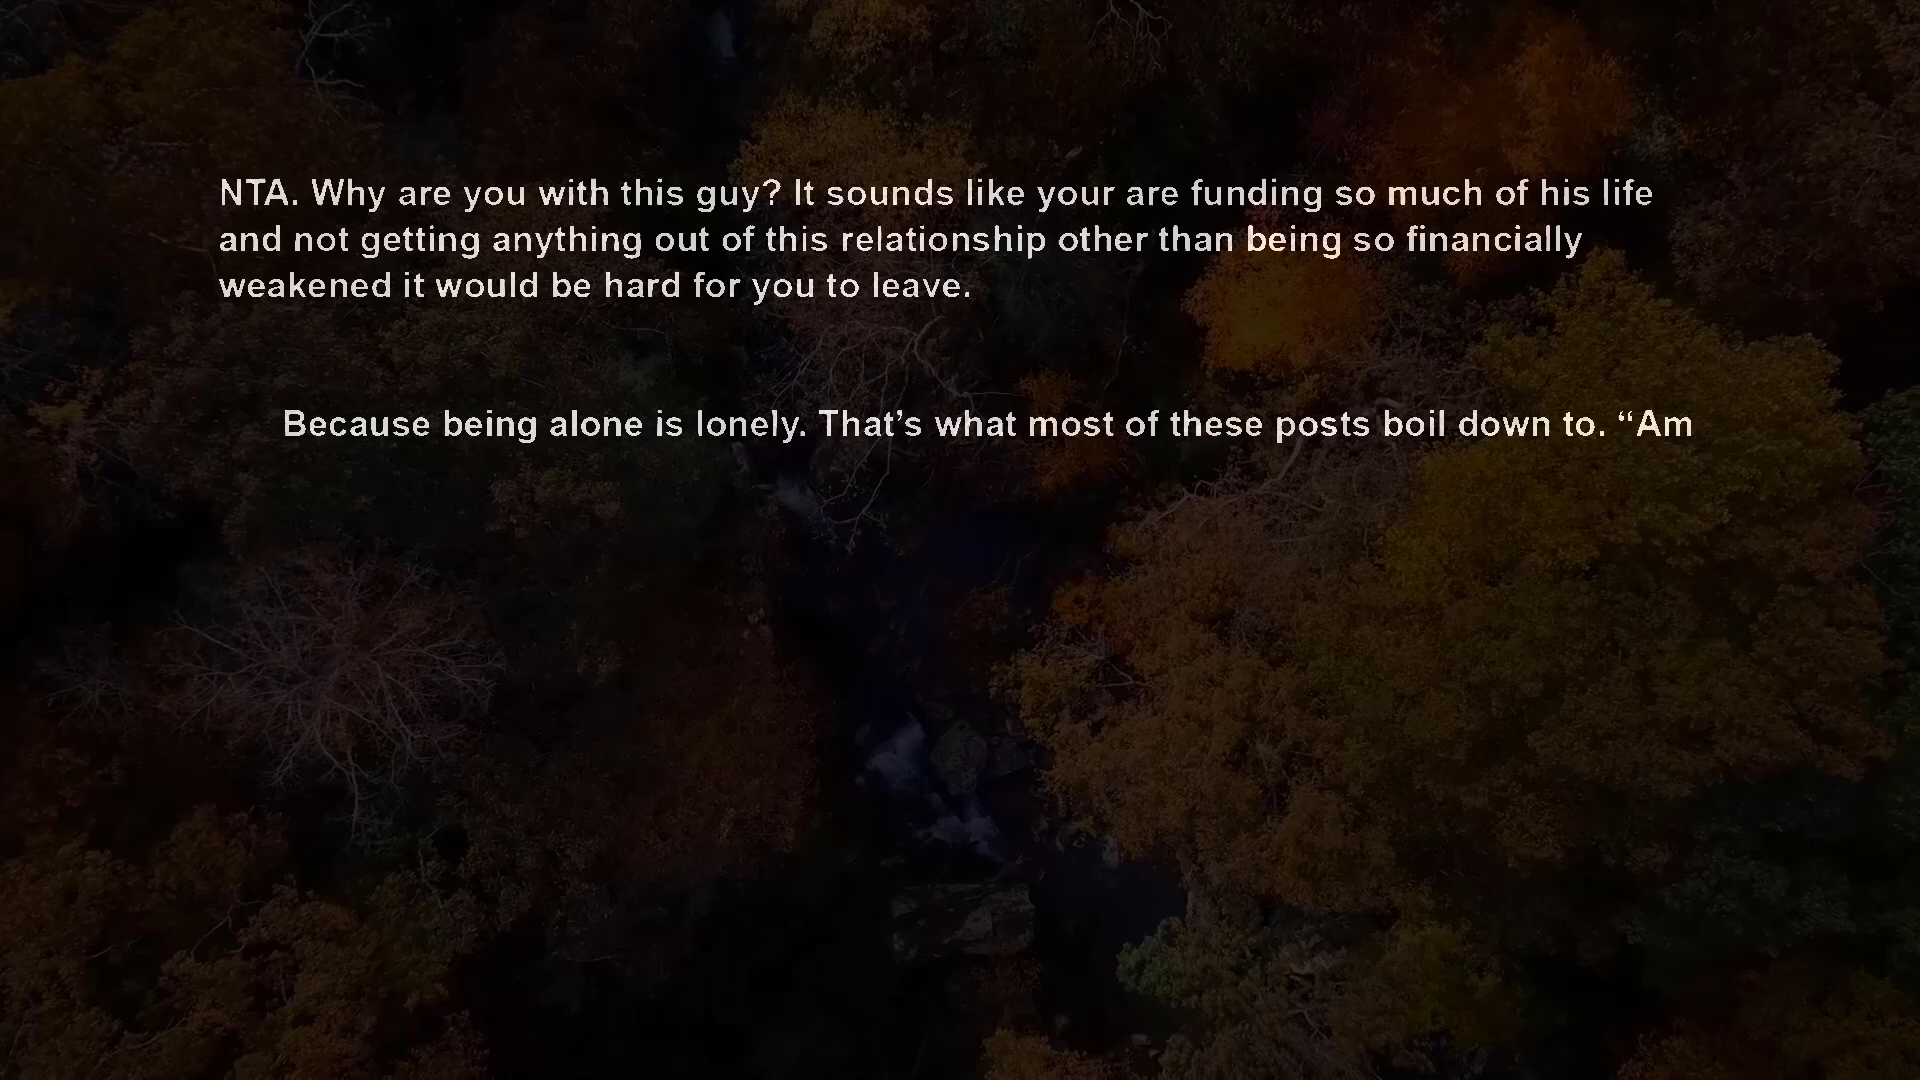 NTA. Why are you with this guy? It sounds like your are funding so much of his life
and not getting anything out of this relationship other than being so financially
weakened it would be hard for you to leave.
Because being alone is lonely. That’s what most of these posts boil down to. “Am